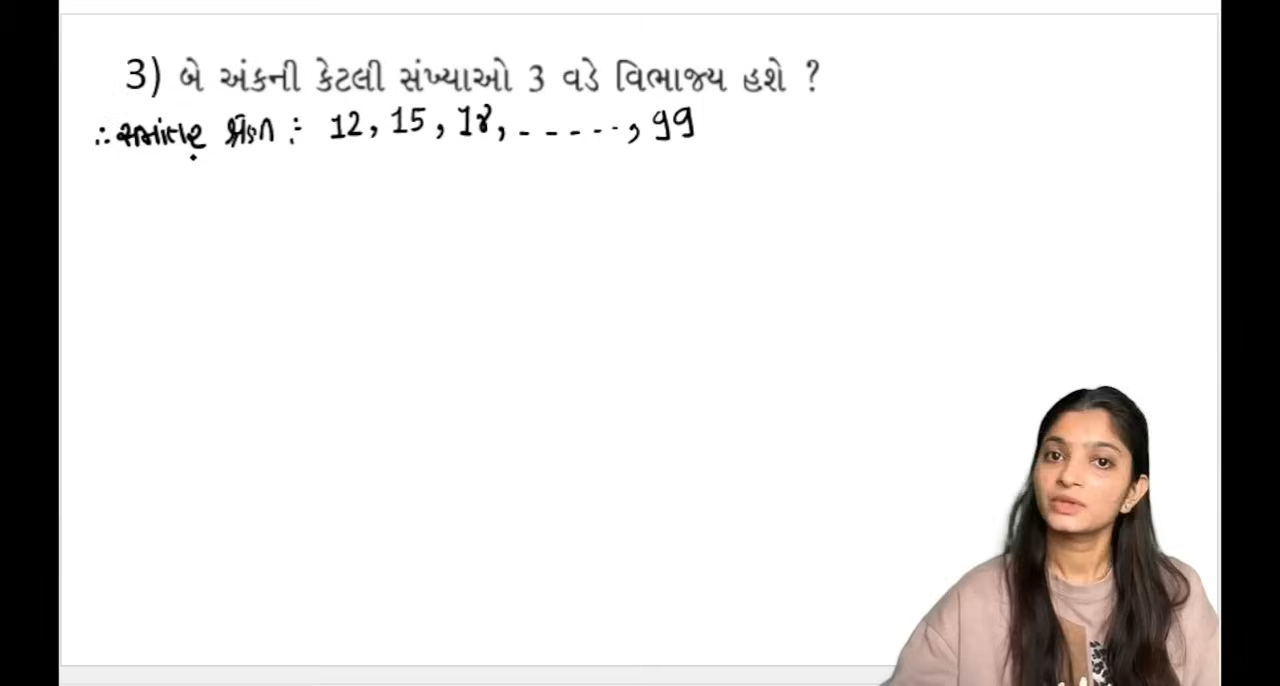 3) બે અંકની કેટલી સંખ્યાઓ 3 વડે વિભાજ્ય હશે ?
∴ સમાંતર શ્રેણી : 12, 15, 18, - - - - - -, 99